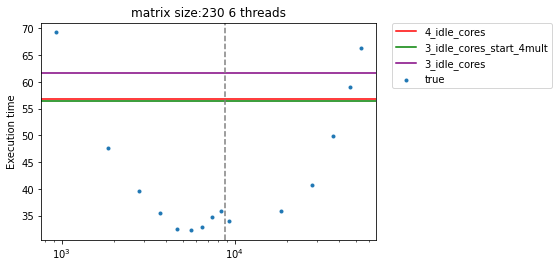 matrix size:230 6 threads
Execution time
70
65
60
55
50
45
40
35
10³
10⁴
4_idle_cores
3_idle_cores_start_4mult
3_idle_cores
true